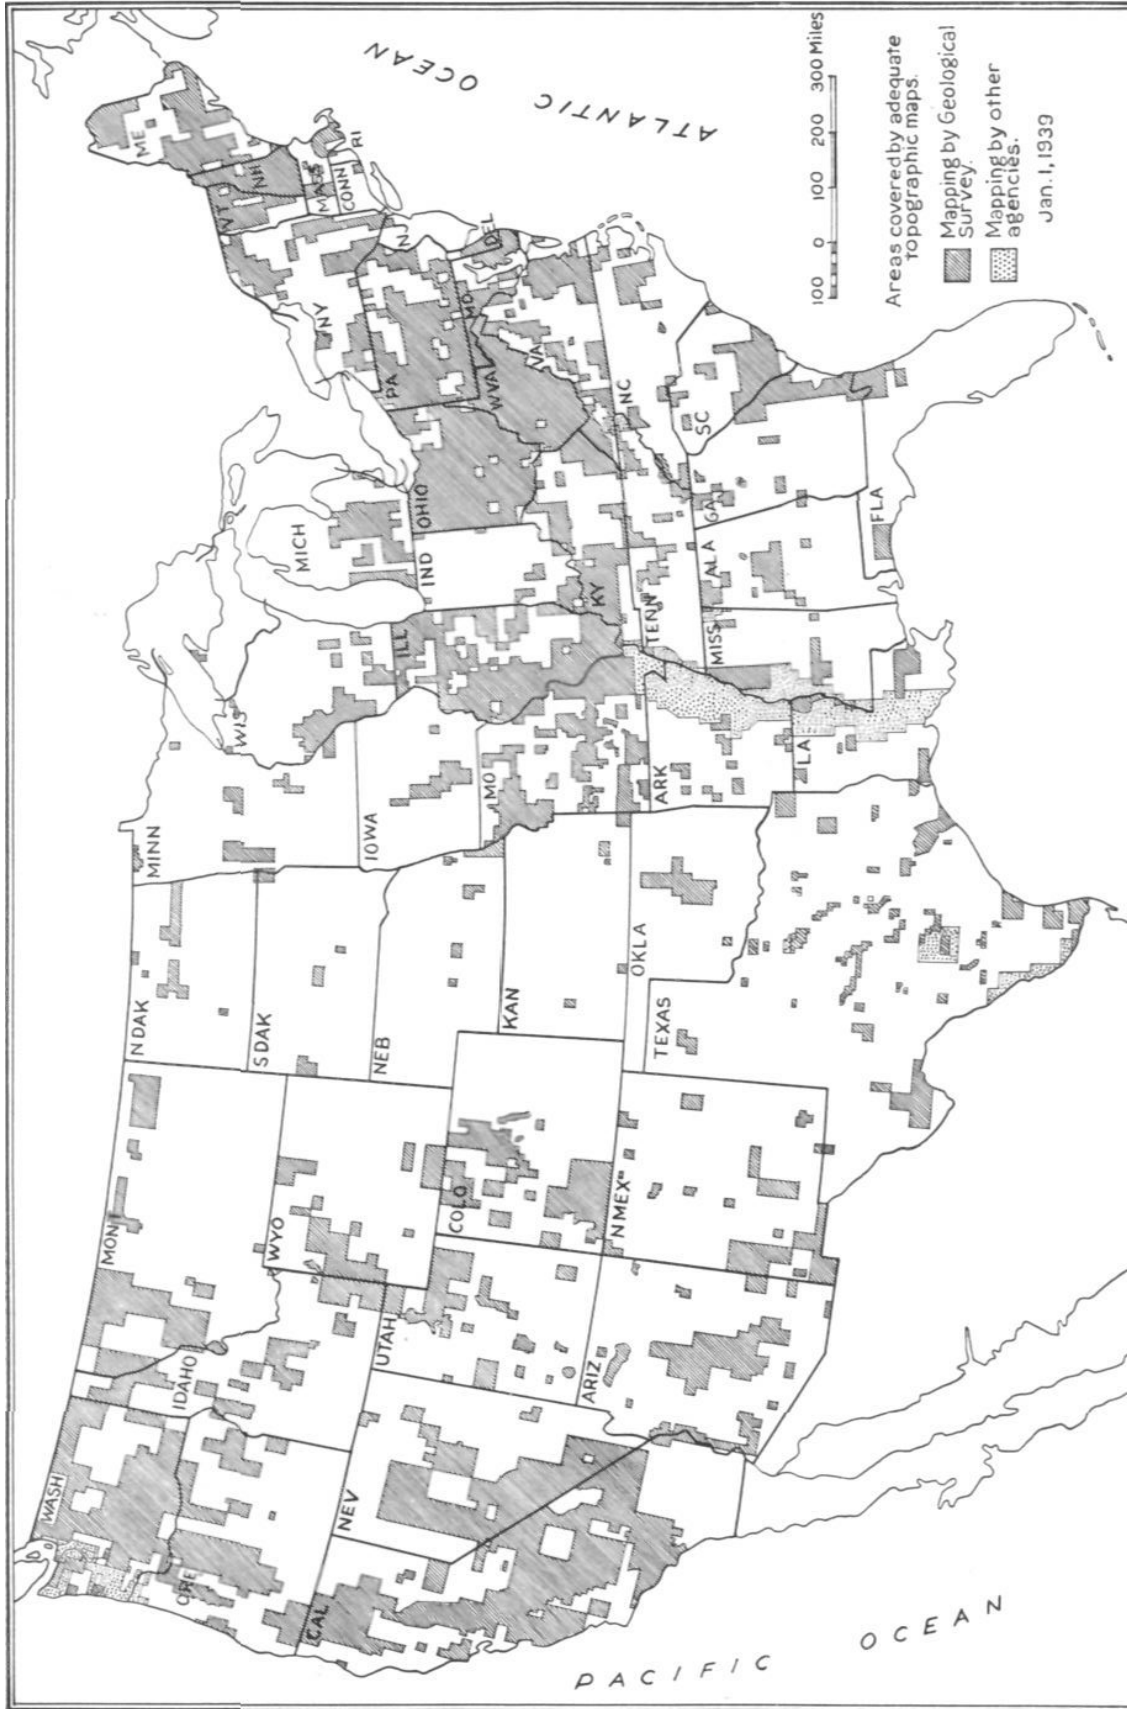 WASH
ORE
CAL
NEV
IDAHO
MONT
WYO
UTAH
COLO
ARIZ
N MEX
N DAK
S DAK
NEB
KAN
OKLA
TEXAS
MINN
IOWA
MO
ARK
LA
WIS
ILL
MICH
IND
OHIO
KY
TENN
MISS
ALA
GA
FLA
SC
NC
VA
W VA
MD
DEL
PA
NY
VT
NH
ME
MASS
CONN
RI
PACIFIC OCEAN
ATLANTIC OCEAN
100 0 100 200 300 Miles
Areas covered by adequate
topographic maps.
Mapping by Geological
Survey.
Mapping by other
agencies.
Jan. 1, 1939